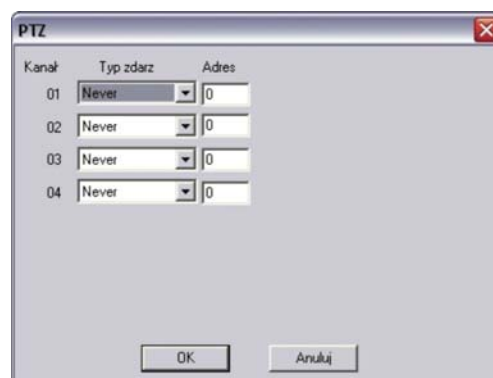 PTZ
Kanał Typ zdarz Adres
01 Never 0
02 Never 0
03 Never 0
04 Never 0
OK Anuluj